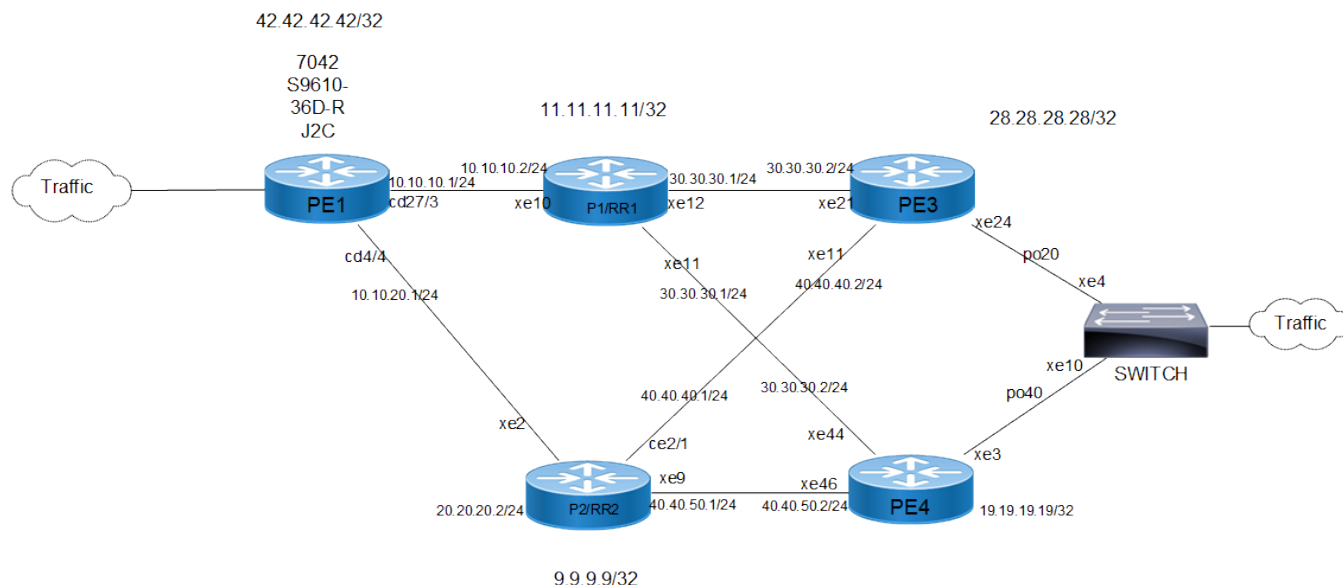 42.42.42.42/32
7042
S9610-
36D-R
J2C
11.11.11.11/32
28.28.28.28/32
Traffic
PE1
10.10.10.1/24
cd27/3
10.10.10.2/24
xe10
P1/RR1
30.30.30.1/24
xe12
30.30.30.2/24
xe21
PE3
xe24
cd4/4
10.10.20.1/24
xe11
30.30.30.1/24
xe11
40.40.40.2/24
po20
xe4
Traffic
SWITCH
xe10
po40
40.40.40.1/24
30.30.30.2/24
xe2
ce2/1
xe44
xe3
xe9
xe46
P2/RR2
20.20.20.2/24
40.40.50.1/24
40.40.50.2/24
PE4
19.19.19.19/32
9.9.9.9/32